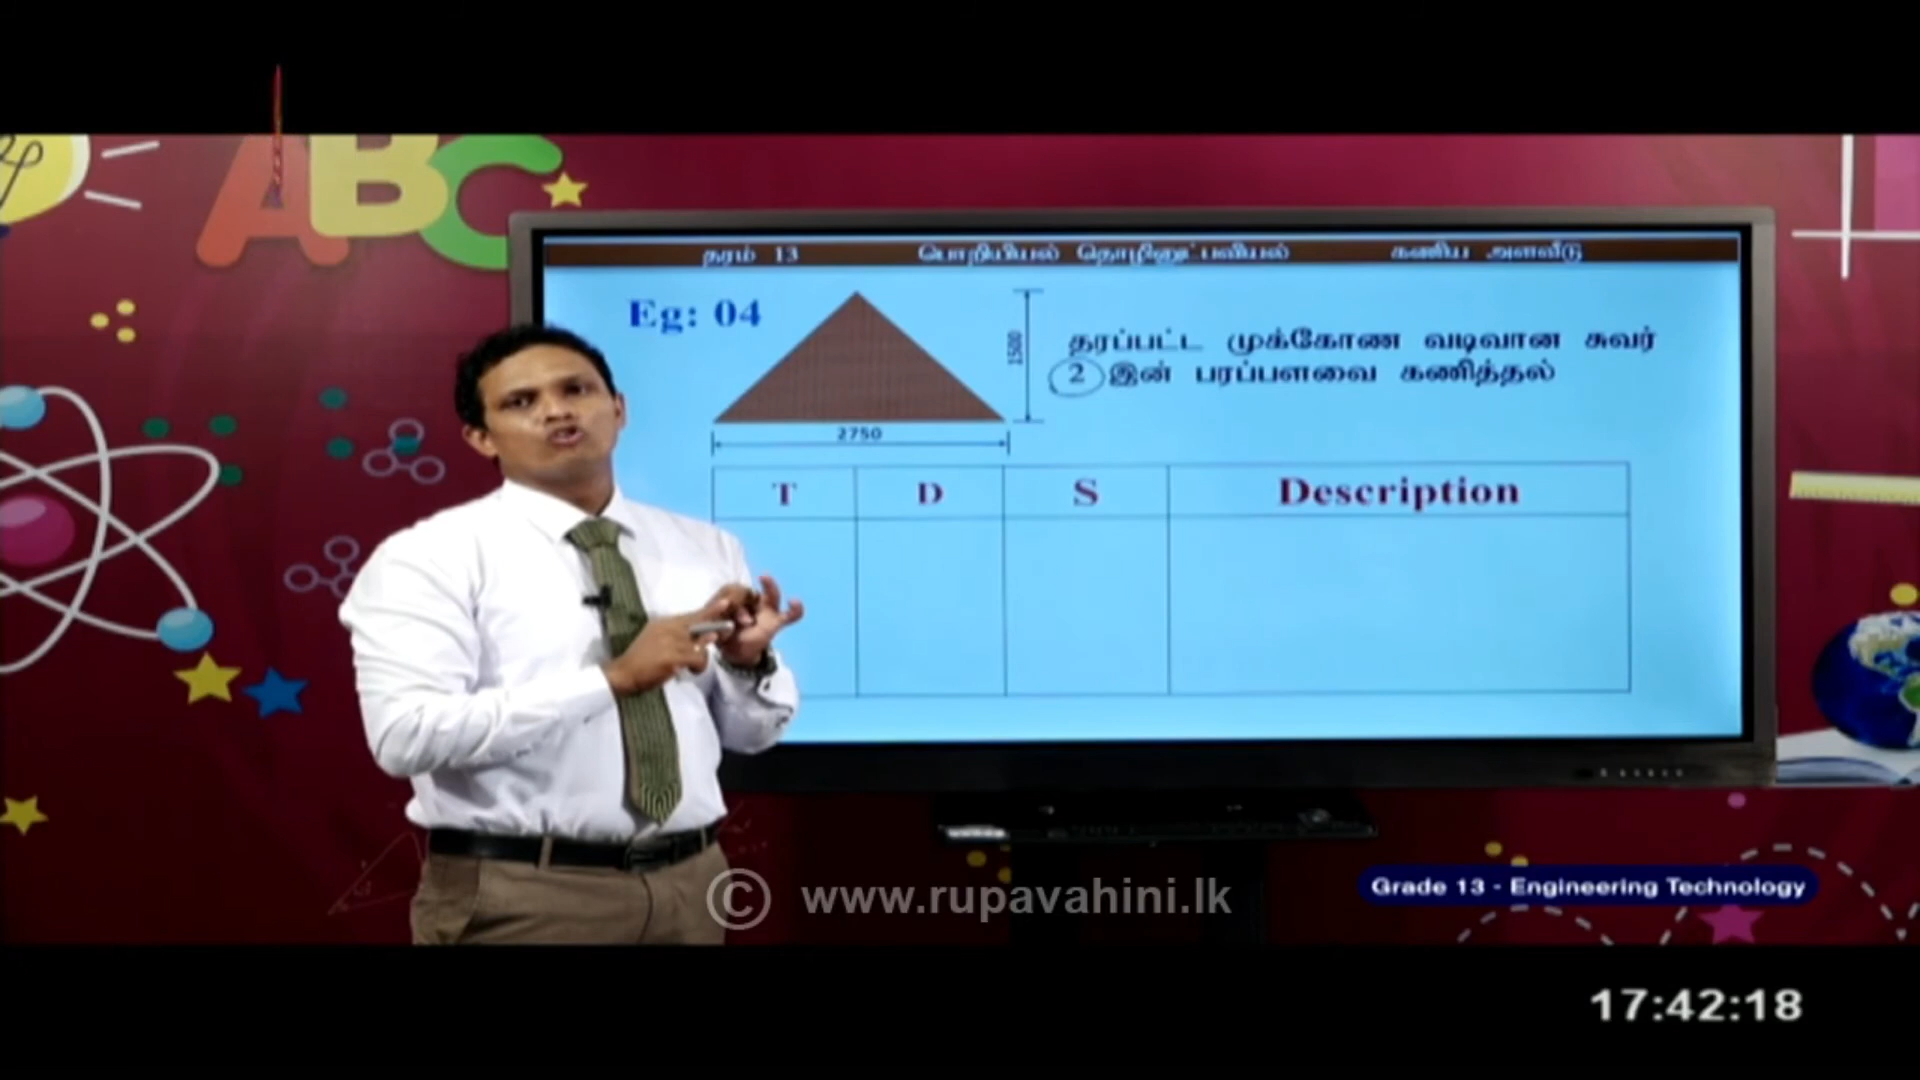 ABC
தரம் 13 பொறியியல் தொழினுட்பவியல் கணிய அளவீடு
Eg: 04
1500
தரப்பட்ட முக்கோண வடிவான சுவர்
2 இன் பரப்பளவை கணித்தல்
2750
T D S Description
Grade 13 - Engineering Technology
© www.rupavahini.lk
17:42:18